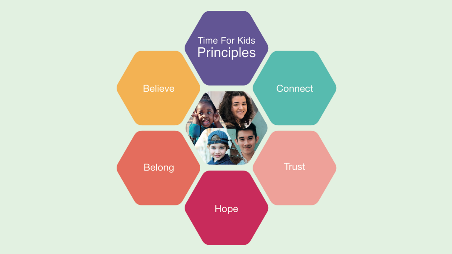 Time For Kids
Principles
Believe
Connect
Belong
Trust
Hope